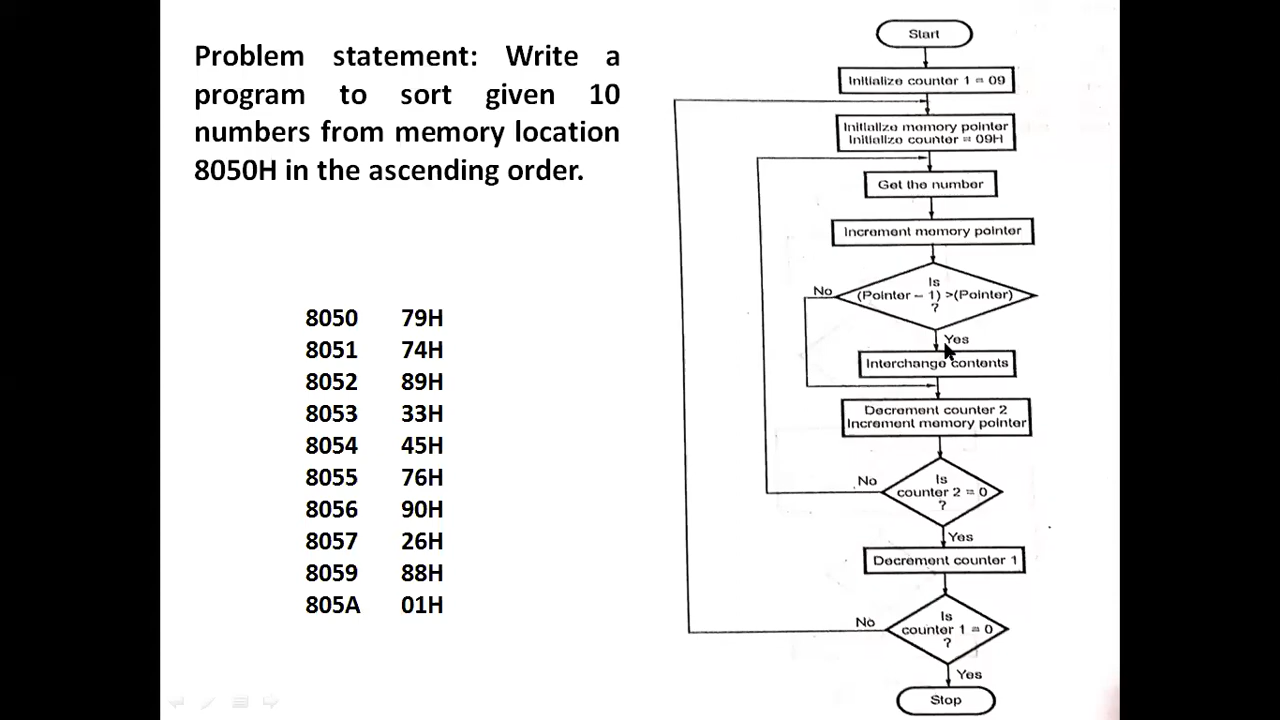 Problem statement: Write a
program to sort given 10
numbers from memory location
8050H in the ascending order.
8050 79H
8051 74H
8052 89H
8053 33H
8054 45H
8055 76H
8056 90H
8057 26H
8059 88H
805A 01H
Start
Initialize counter 1 = 09
Initialize memory pointer
Initialize counter = 09H
Get the number
Increment memory pointer
Is
(Pointer – 1) >(Pointer)
?
No
Yes
Interchange contents
Decrement counter 2
Increment memory pointer
Is
counter 2 = 0
?
No
Yes
Decrement counter 1
Is
counter 1 = 0
?
No
Yes
Stop